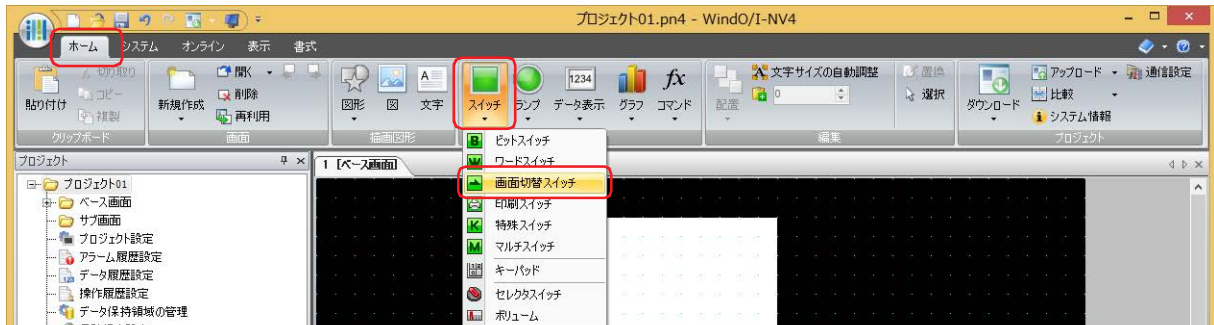 プロジェクト01.pn4 - WindO/I-NV4
ホーム システム オンライン 表示 書式
貼り付け
切り取り
コピー
複製
クリップボード
新規作成
開く
削除
再利用
画面
図形
図
文字
描画図形
スイッチ
ランプ
1234
データ表示
グラフ
fx
コマンド
配置
文字サイズの自動調整
0
置換
選択
編集
ダウンロード
アップロード
比較
システム情報
通信設定
プロジェクト
プロジェクト
プロジェクト01
ベース画面
サブ画面
プロジェクト設定
アラーム履歴設定
データ履歴設定
操作履歴設定
データ保持領域の管理
1 [ベース画面]
ビットスイッチ
ワードスイッチ
画面切替スイッチ
印刷スイッチ
特殊スイッチ
マルチスイッチ
キーパッド
セレクタスイッチ
ボリューム